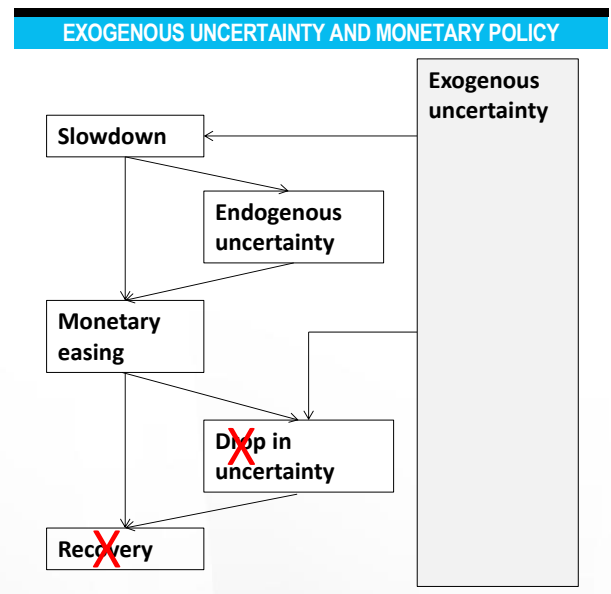 EXOGENOUS UNCERTAINTY AND MONETARY POLICY
Exogenous
uncertainty
Slowdown
Endogenous
uncertainty
Monetary
easing
Drop in
uncertainty
Recovery